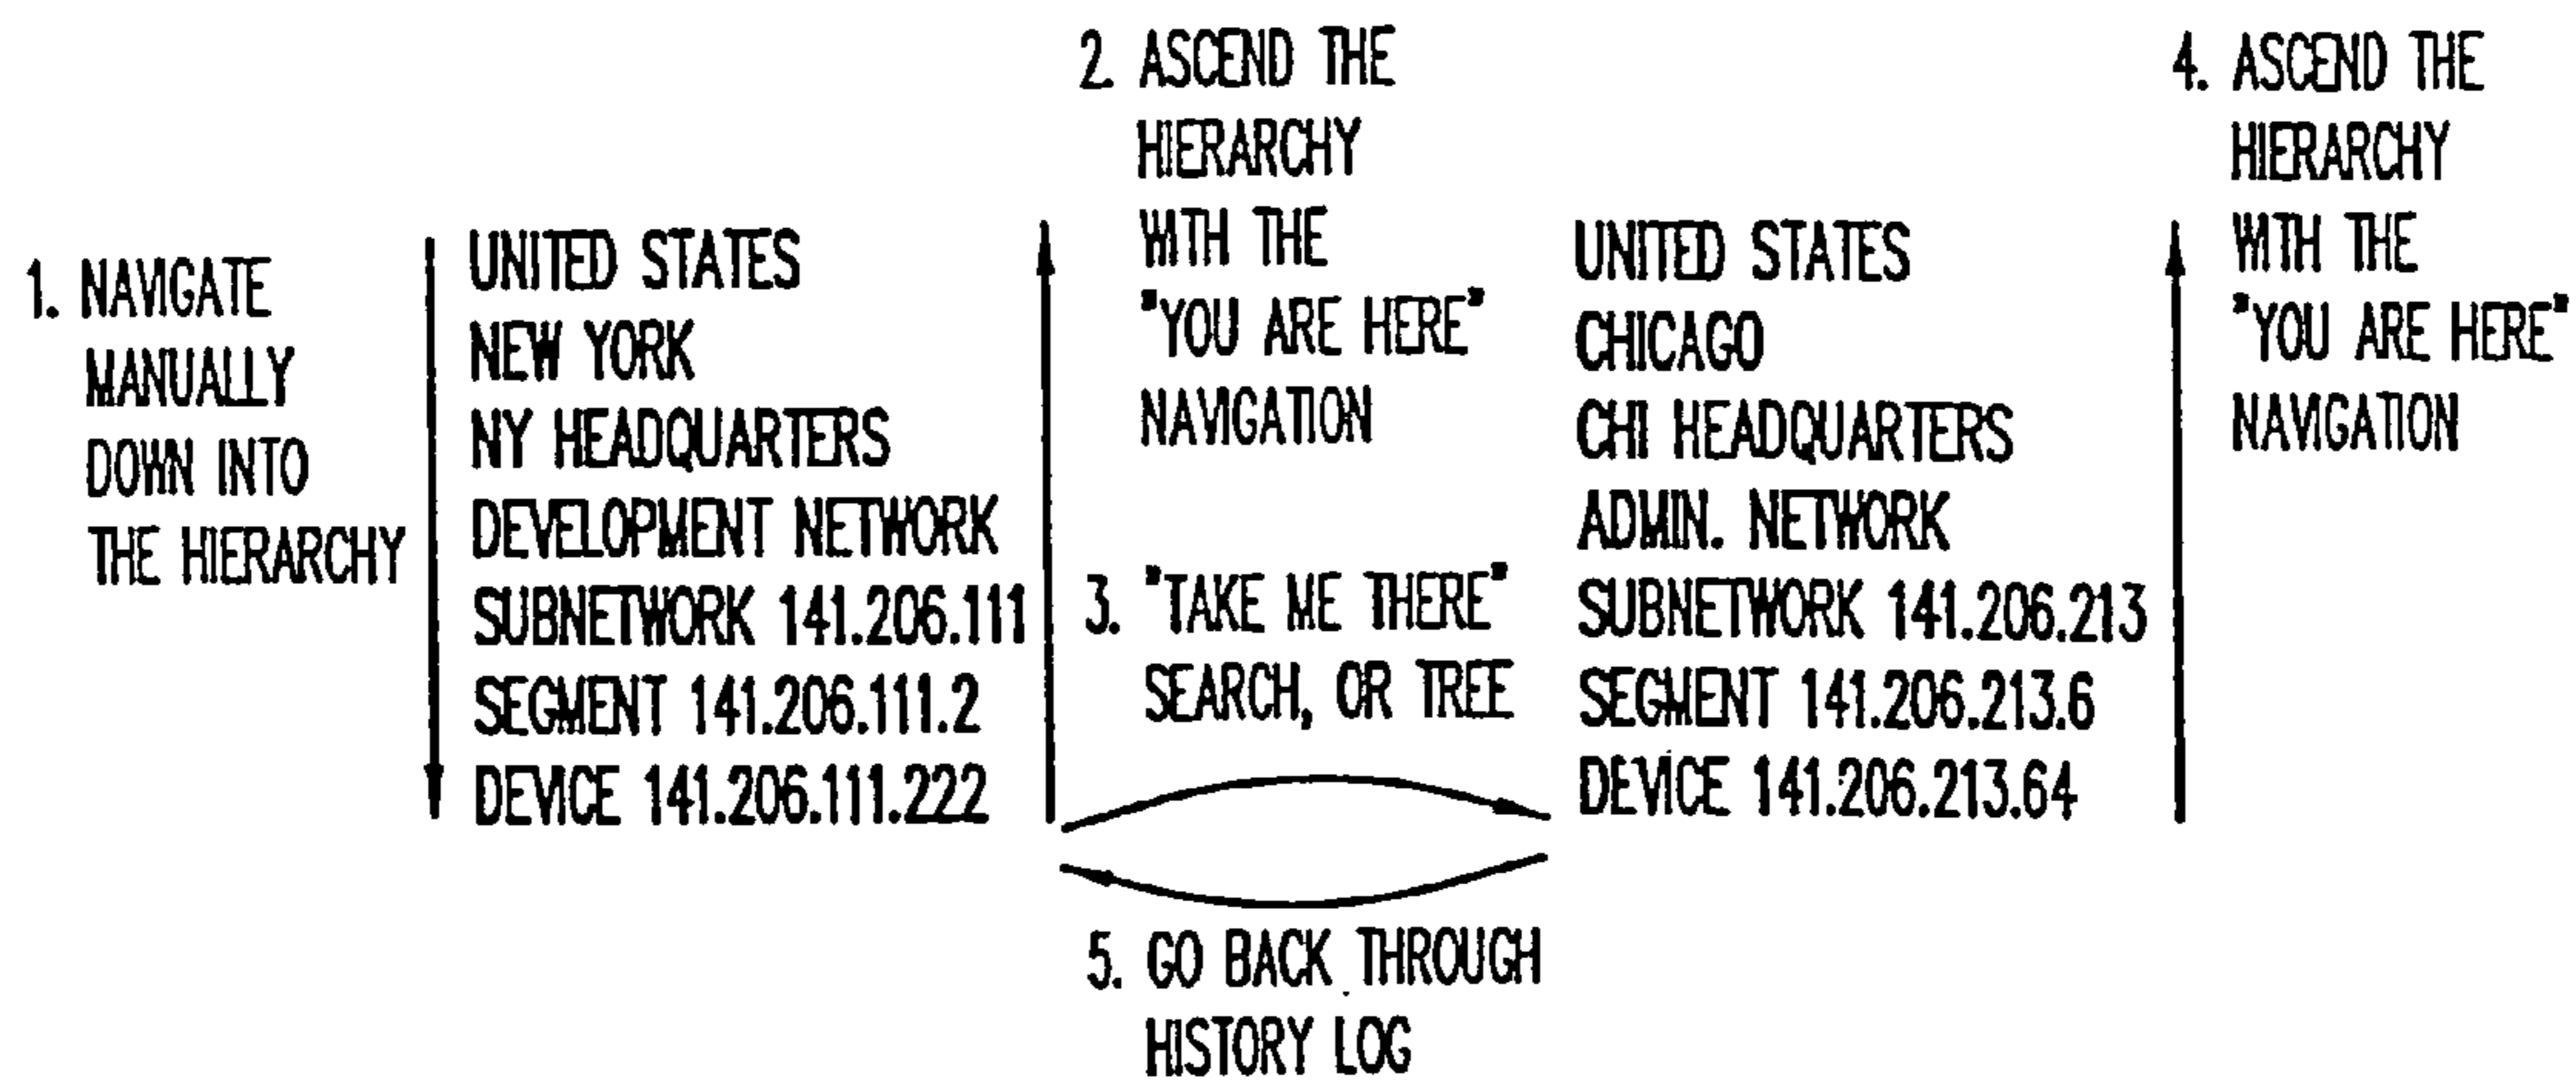 1. NAVIGATE
MANUALLY
DOWN INTO
THE HIERARCHY
UNITED STATES
NEW YORK
NY HEADQUARTERS
DEVELOPMENT NETWORK
SUBNETWORK 141.206.111
SEGMENT 141.206.111.2
DEVICE 141.206.111.222
2. ASCEND THE
HIERARCHY
WITH THE
"YOU ARE HERE"
NAVIGATION
3. "TAKE ME THERE"
SEARCH, OR TREE
UNITED STATES
CHICAGO
CHI HEADQUARTERS
ADMIN. NETWORK
SUBNETWORK 141.206.213
SEGMENT 141.206.213.6
DEVICE 141.206.213.64
4. ASCEND THE
HIERARCHY
WITH THE
"YOU ARE HERE"
NAVIGATION
5. GO BACK THROUGH
HISTORY LOG